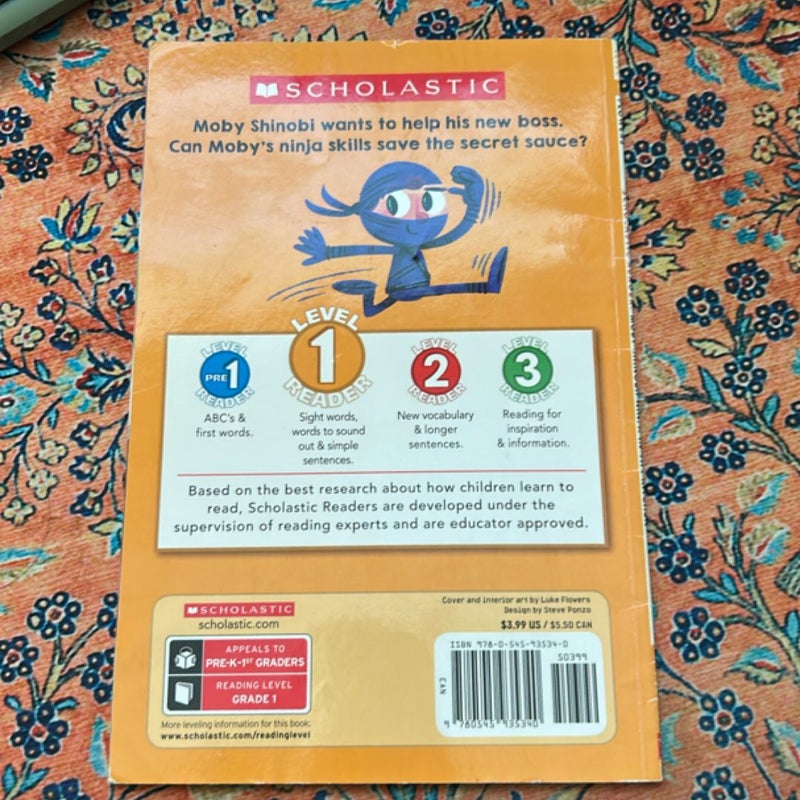 SCHOLASTIC
Moby Shinobi wants to help his new boss.
Can Moby's ninja skills save the secret sauce?
LEVEL
PRE 1
READER
ABC's &
first words.
LEVEL
1
READER
Sight words,
words to sound
out & simple
sentences.
LEVEL
2
READER
New vocabulary
& longer
sentences.
LEVEL
3
READER
Reading for
inspiration
& information.
Based on the best research about how children learn to
read, Scholastic Readers are developed under the
supervision of reading experts and are educator approved.
SCHOLASTIC
scholastic.com
APPEALS TO
PRE-K-1ST GRADERS
READING LEVEL
GRADE 1
More leveling information for this book:
www.scholastic.com/readinglevel
Cover and interior art by Luke Flowers
Design by Steve Ponzo
$3.99 US / $5.50 CAN
ISBN 978-0-545-93534-0
50399
CAN
9 780545 935340